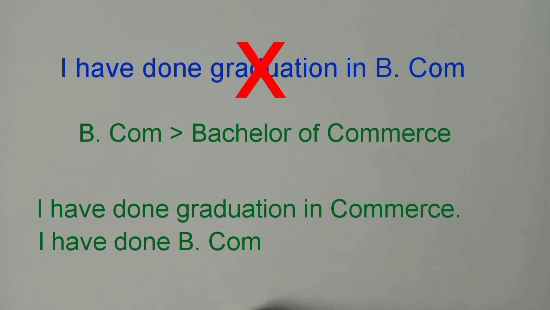 I have done graduation in B. Com
B. Com > Bachelor of Commerce
I have done graduation in Commerce.
I have done B. Com